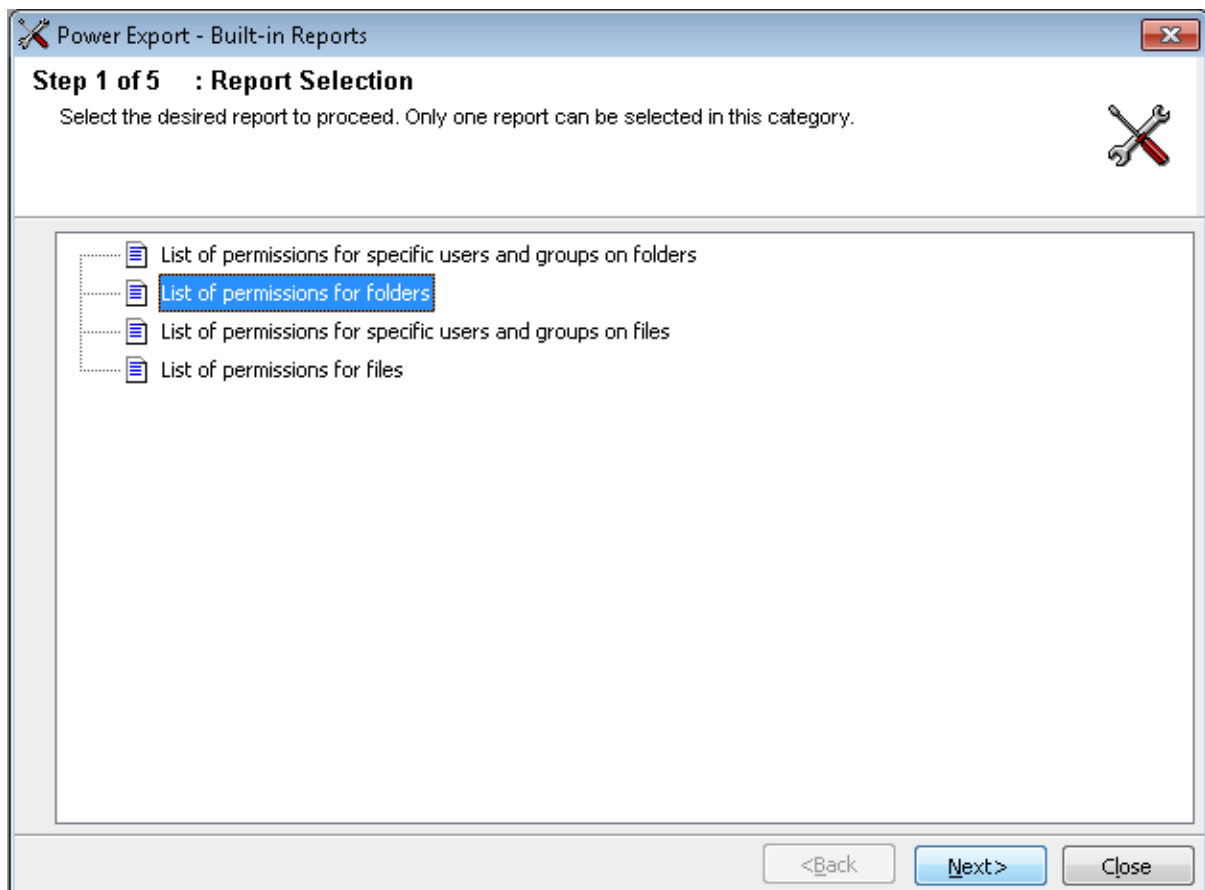 Power Export - Built-in Reports
Step 1 of 5 : Report Selection
Select the desired report to proceed. Only one report can be selected in this category.
List of permissions for specific users and groups on folders
List of permissions for folders
List of permissions for specific users and groups on files
List of permissions for files
<Back Next> Close